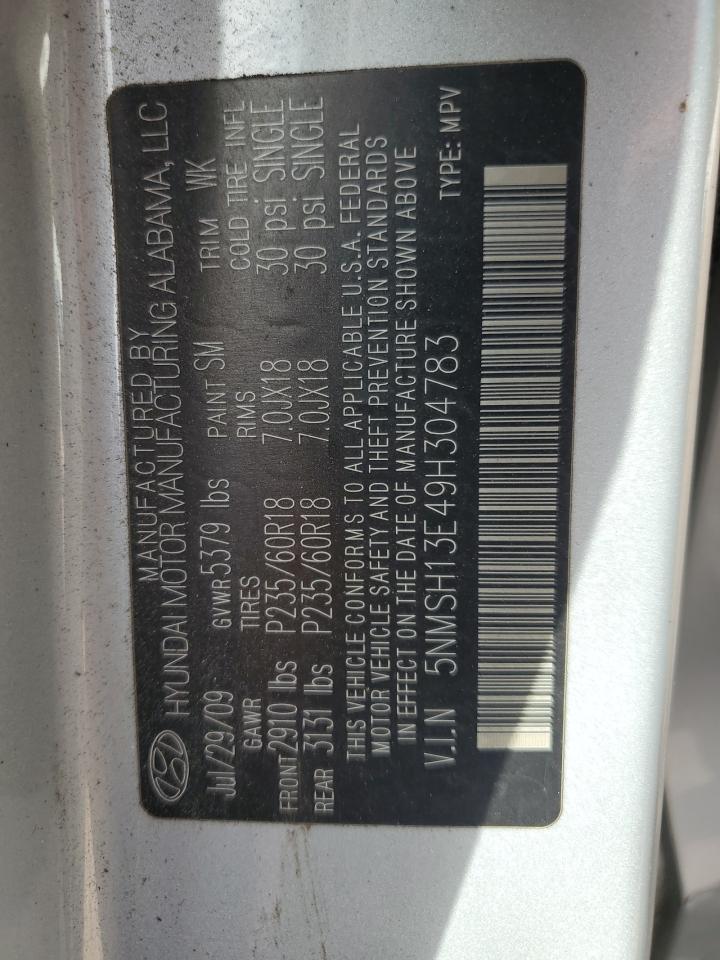 MANUFACTURED BY
HYUNDAI MOTOR MANUFACTURING ALABAMA, LLC
Jul/29/09 GVWR 5379 lbs PAINT SM TRIM WK
GAWR TIRES RIMS COLD TIRE INFL
FRONT 2910 lbs P235/60R18 7.0JX18 30 psi SINGLE
REAR 3131 lbs P235/60R18 7.0JX18 30 psi SINGLE
THIS VEHICLE CONFORMS TO ALL APPLICABLE U.S.A. FEDERAL
MOTOR VEHICLE SAFETY AND THEFT PREVENTION STANDARDS
IN EFFECT ON DATE OF MANUFACTURE SHOWN ABOVE
V.I.N 5NMSH13E49H304783 TYPE: MPV